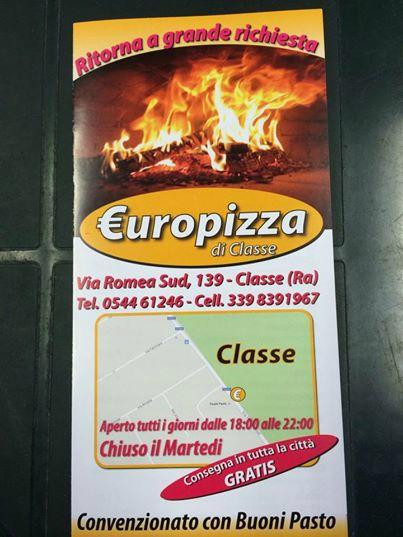 Ritorna a grande richiesta
€uropizza
di Classe
Via Romea Sud, 139 - Classe (Ra)
Tel. 0544 61246 - Cell. 339 8391967
Classe
€
Aperto tutti i giorni dalle 18:00 alle 22:00
Chiuso il Martedi
Consegna in tutta la città
GRATIS
Convenzionato con Buoni Pasto